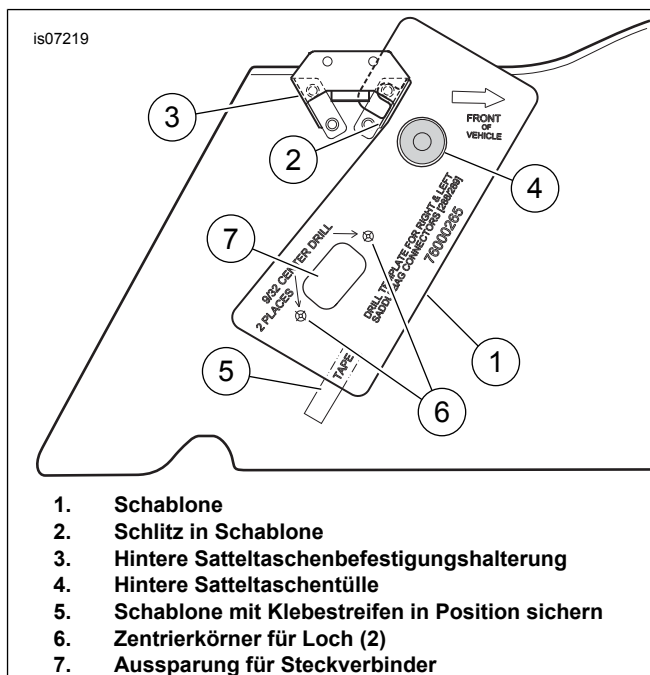 is07219
3
2
FRONT
OF
VEHICLE
4
7
9/32 CENTER DRILL
2 PLACES
DRILL TEMPLATE FOR RIGHT & LEFT
SADDLEBAG CONNECTORS [288/289]
76000265
1
5
TAPE
6
1. Schablone
2. Schlitz in Schablone
3. Hintere Satteltaschenbefestigungshalterung
4. Hintere Satteltaschentülle
5. Schablone mit Klebestreifen in Position sichern
6. Zentrierkörner für Loch (2)
7. Aussparung für Steckverbinder